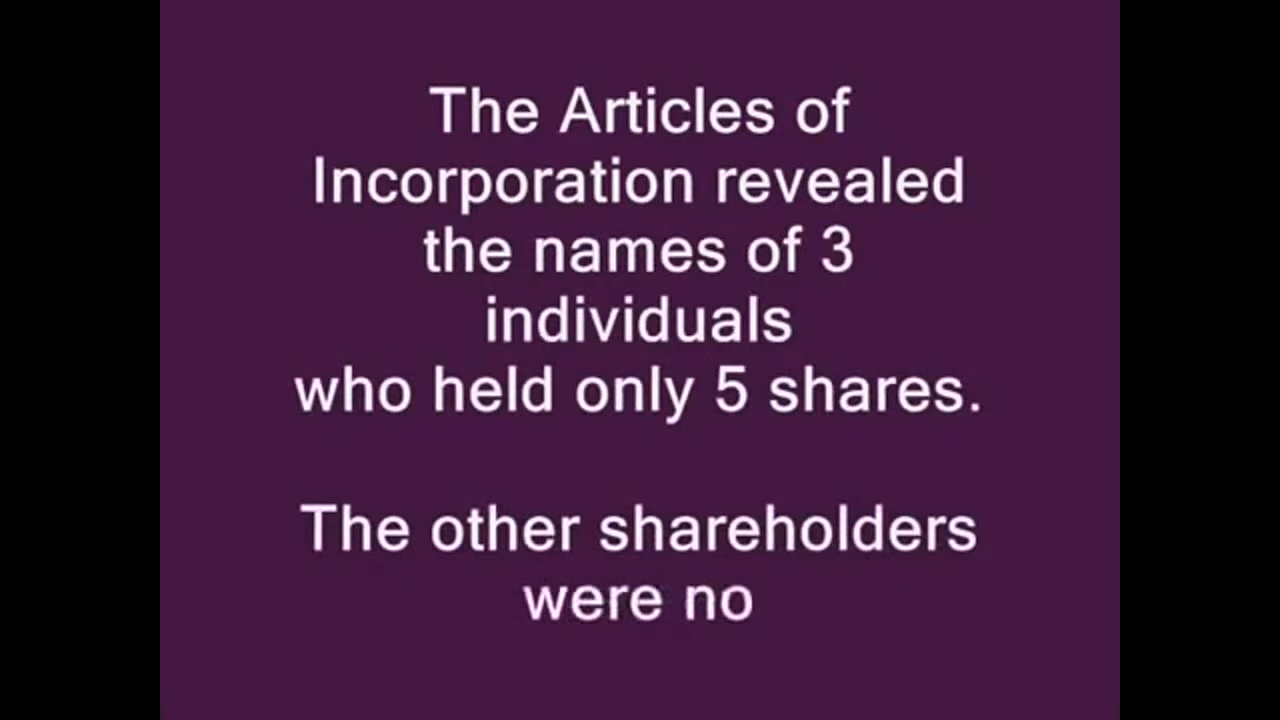 The Articles of
Incorporation revealed
the names of 3
individuals
who held only 5 shares.
The other shareholders
were no